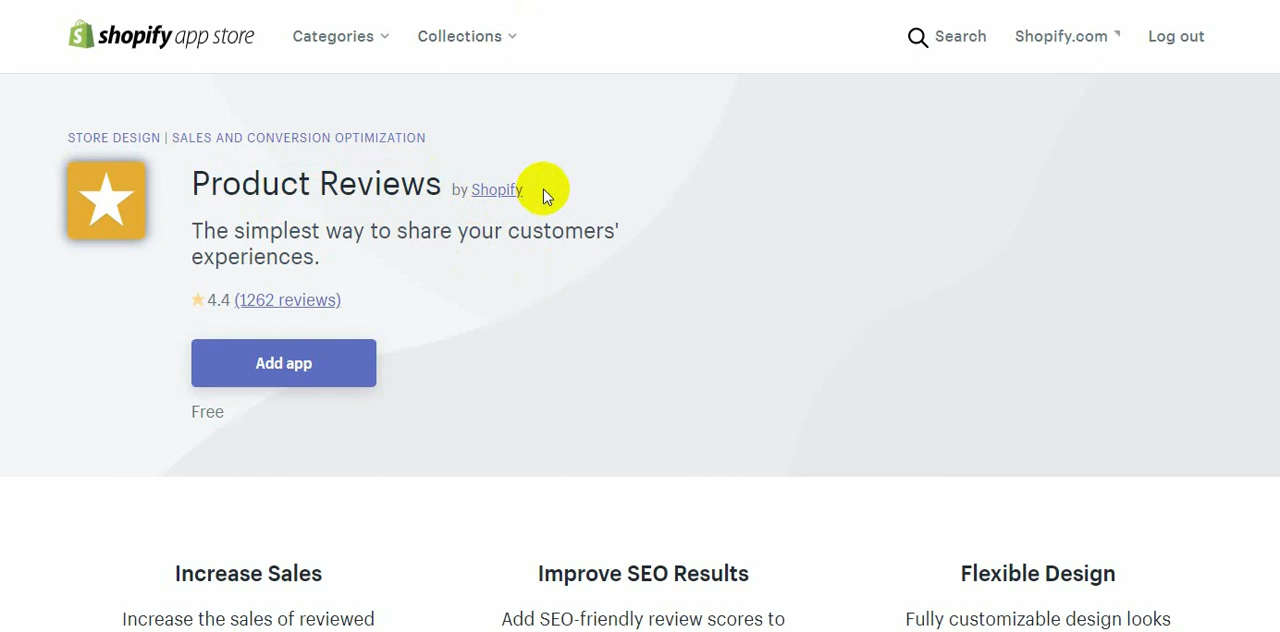 shopify app store Categories Collections Search Shopify.com Log out
STORE DESIGN | SALES AND CONVERSION OPTIMIZATION
Product Reviews by Shopify
The simplest way to share your customers'
experiences.
4.4 (1262 reviews)
Add app
Free
Increase Sales Improve SEO Results Flexible Design
Increase the sales of reviewed Add SEO-friendly review scores to Fully customizable design looks